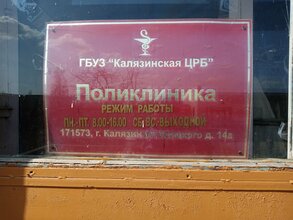 ГБУЗ "Калязинская ЦРБ"
Поликлиника
РЕЖИМ РАБОТЫ
ПН.-ПТ. 8.00-16.00 СБ,ВС-ВЫХОДНОЙ
171573, г. Калязин д. 14а